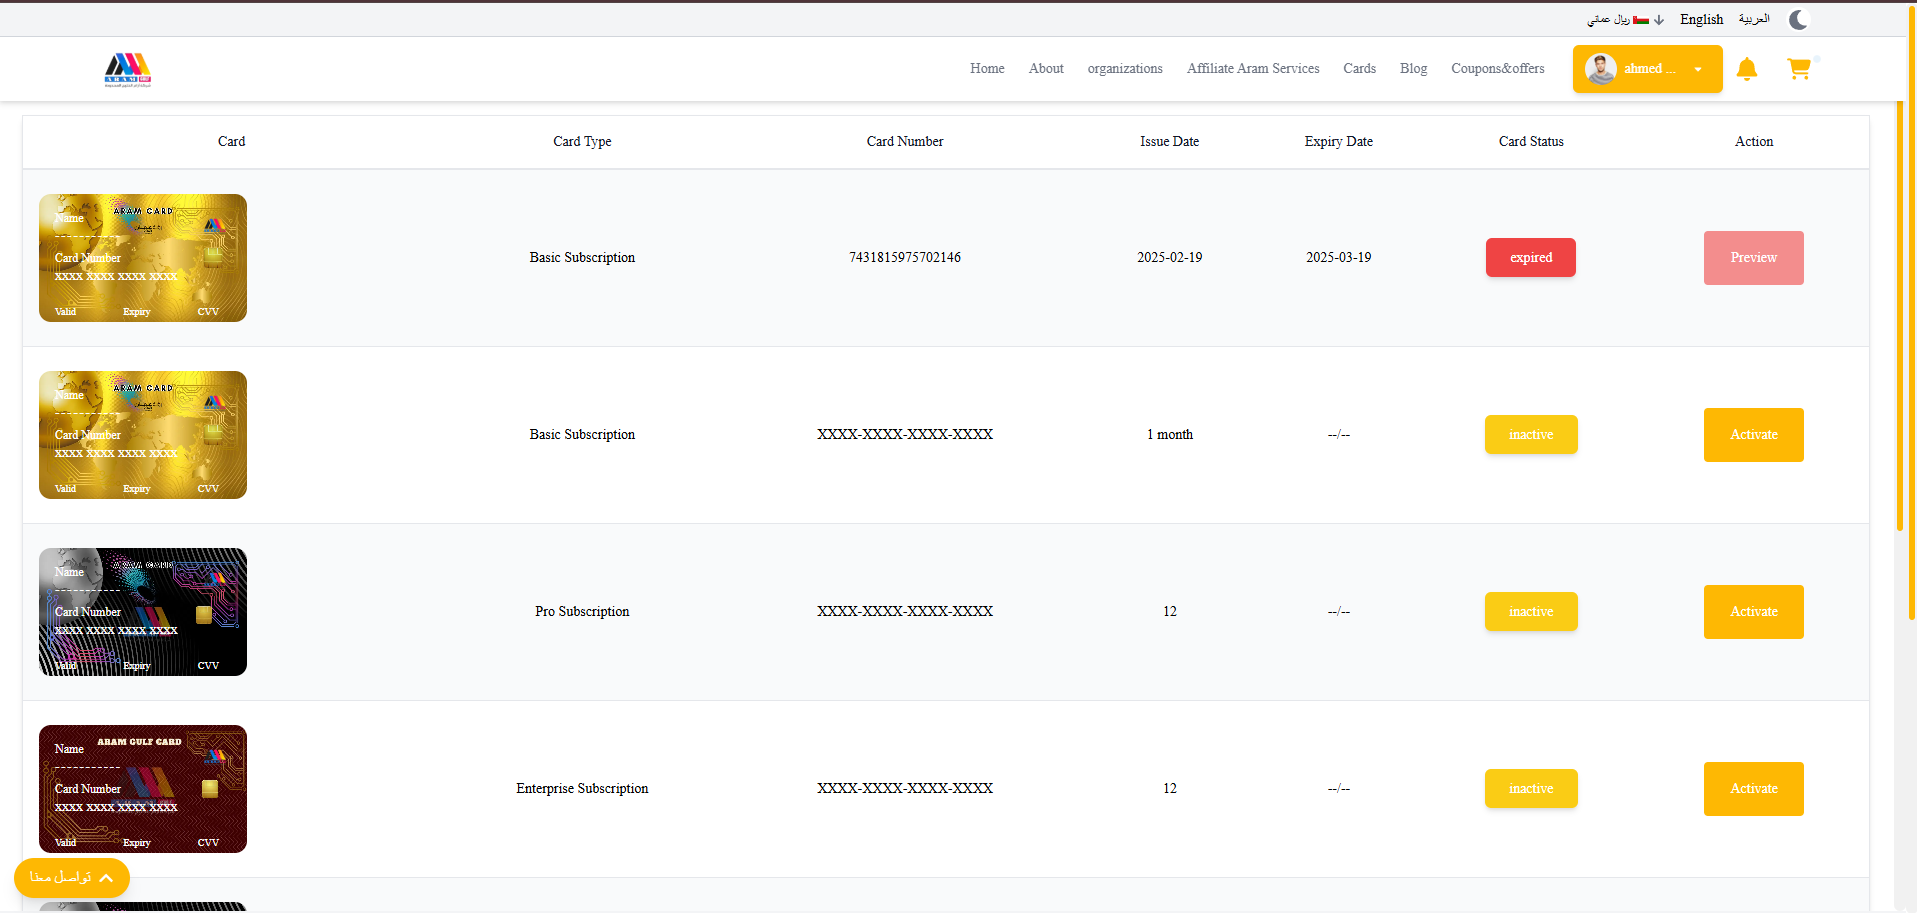 ريال عماني English العربية
ARAM GULF
Home About organizations Affiliate Aram Services Cards Blog Coupons&offers ahmed ...
Card Card Type Card Number Issue Date Expiry Date Card Status Action
ARAM CARD
Name
Card Number
XXXX XXXX XXXX XXXX
Valid Expiry CVV
Basic Subscription 7431815975702146 2025-02-19 2025-03-19 expired Preview
ARAM CARD
Name
Card Number
XXXX XXXX XXXX XXXX
Valid Expiry CVV
Basic Subscription XXXX-XXXX-XXXX-XXXX 1 month --/-- inactive Activate
ARAM CARD
Name
Card Number
XXXX XXXX XXXX XXXX
Valid Expiry CVV
Pro Subscription XXXX-XXXX-XXXX-XXXX 12 --/-- inactive Activate
ARAM GULF CARD
Name
Card Number
XXXX XXXX XXXX XXXX
Valid Expiry CVV
Enterprise Subscription XXXX-XXXX-XXXX-XXXX 12 --/-- inactive Activate
تواصل معنا